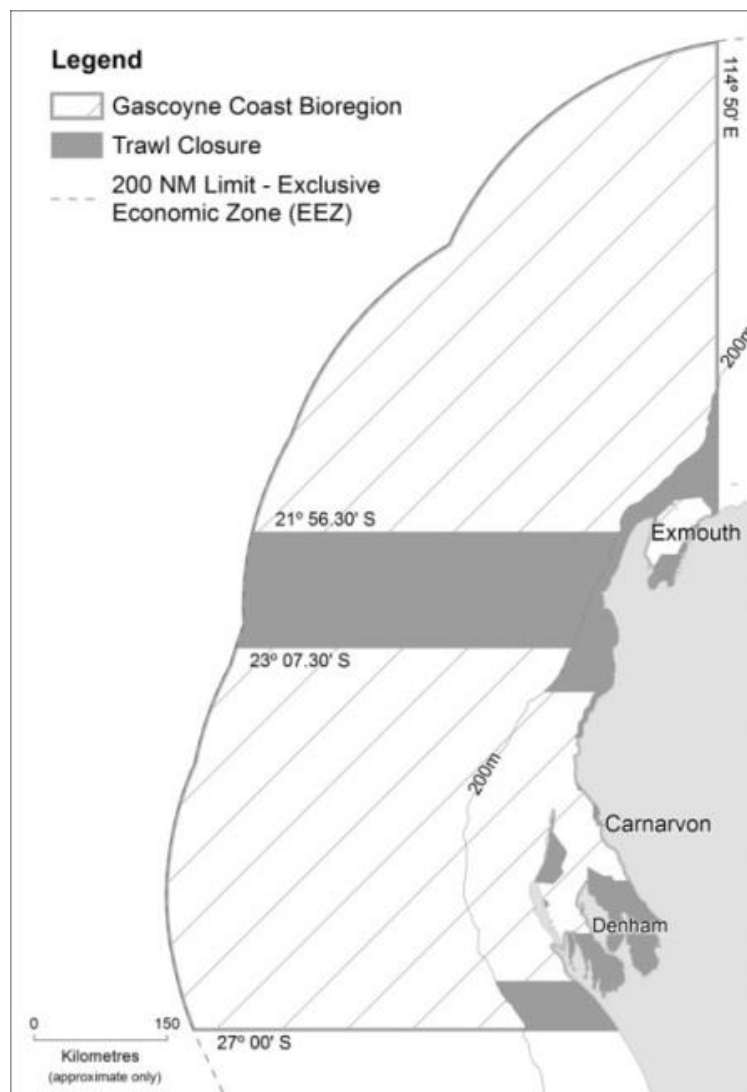 Legend
Gascoyne Coast Bioregion
Trawl Closure
200 NM Limit - Exclusive
Economic Zone (EEZ)
114° 50' E
200m
21° 56.30' S
Exmouth
23° 07.30' S
200m
Carnarvon
Denham
0 150
27° 00' S
Kilometres
(approximate only)